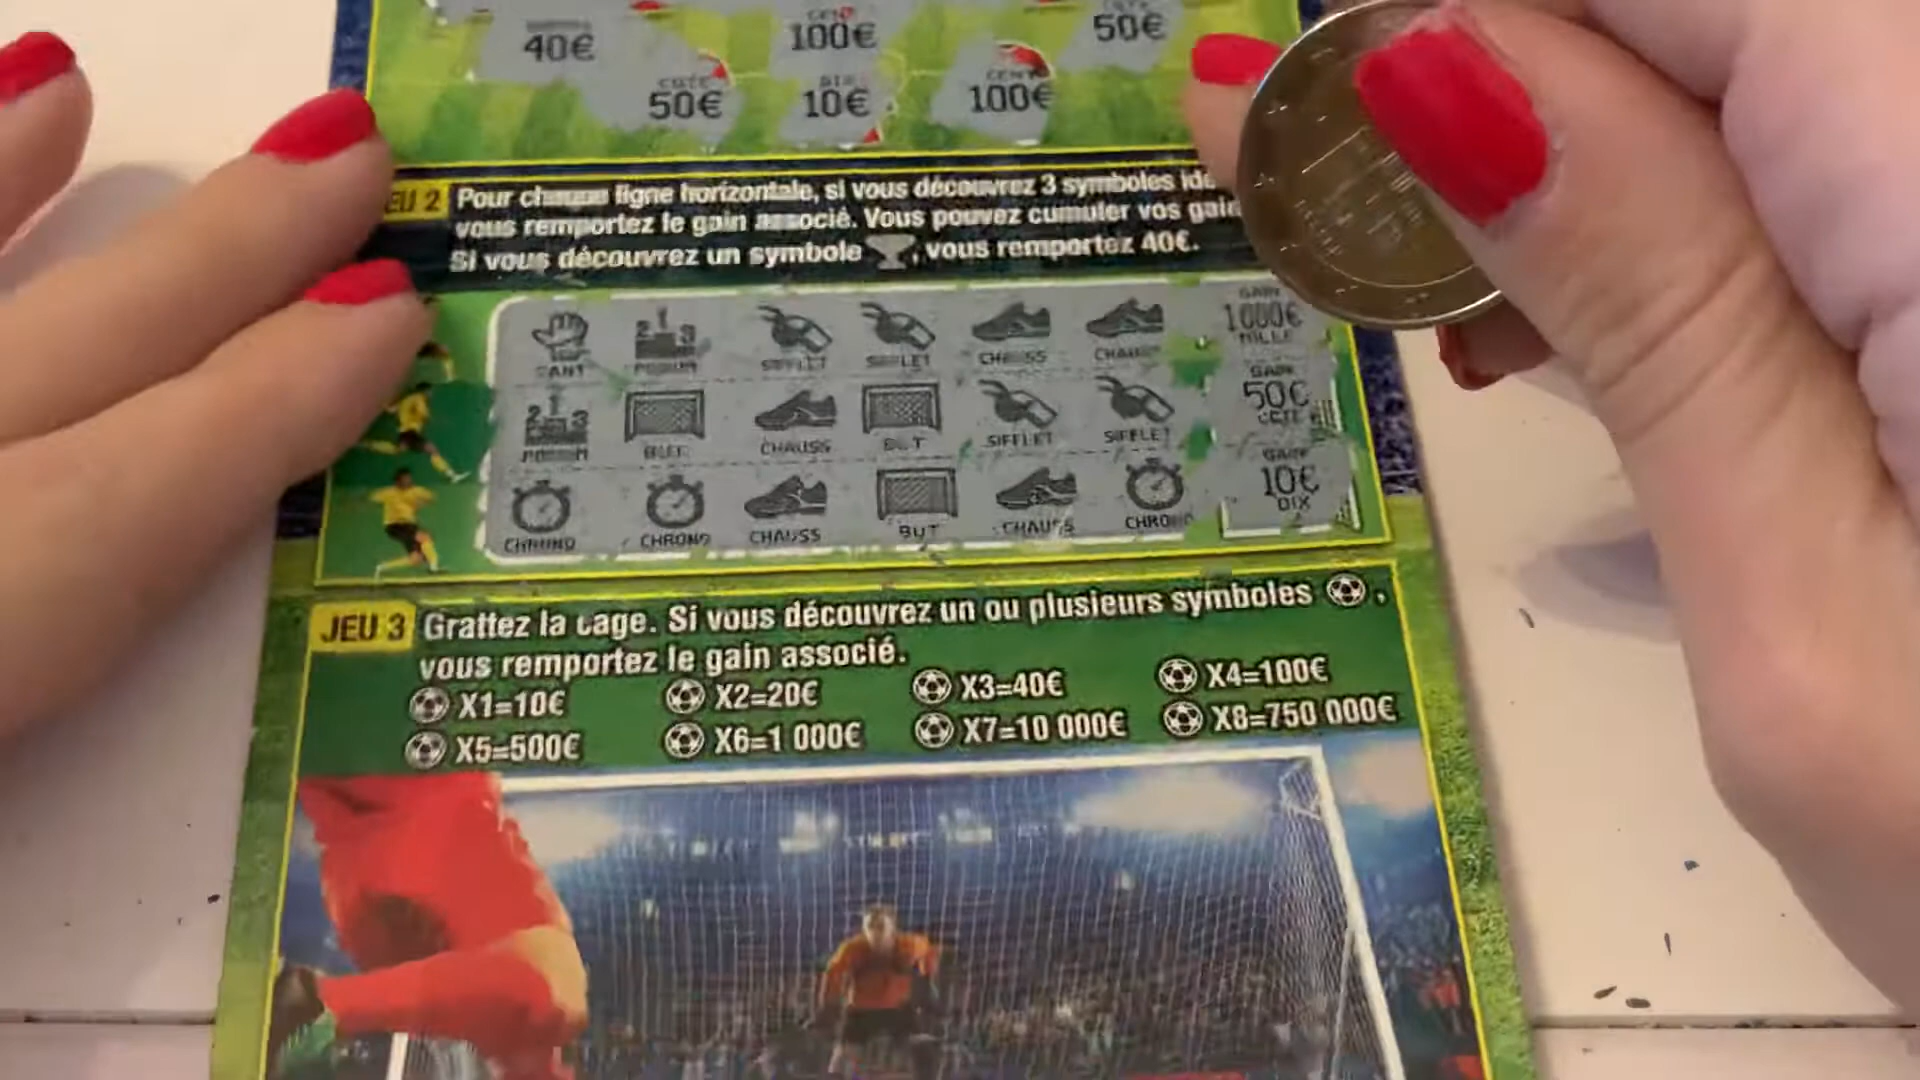 40€
100€
50€
50€
DIX
10€
CENT
100€
JEU 2 Pour chaque ligne horizontale, si vous découvrez 3 symboles
vous remportez le gain associé. Vous pouvez cumuler vos
Si vous découvrez un symbole , vous remportez 40€.
GANT PODIUM SIFFLET SIFFLET CHAUSS CHAUSS
GAIN
1000€
MILLE
PODIUM BUT CHAUSS BUT SIFFLET SIFFLET
GAIN
50€
CHRONO CHRONO CHAUSS BUT CHAUSS CHRONO
GAIN
10€
DIX
JEU 3 Grattez la cage. Si vous découvrez un ou plusieurs symboles ,
vous remportez le gain associé.
X1=10€ X2=20€ X3=40€ X4=100€
X5=500€ X6=1 000€ X7=10 000€ X8=750 000€